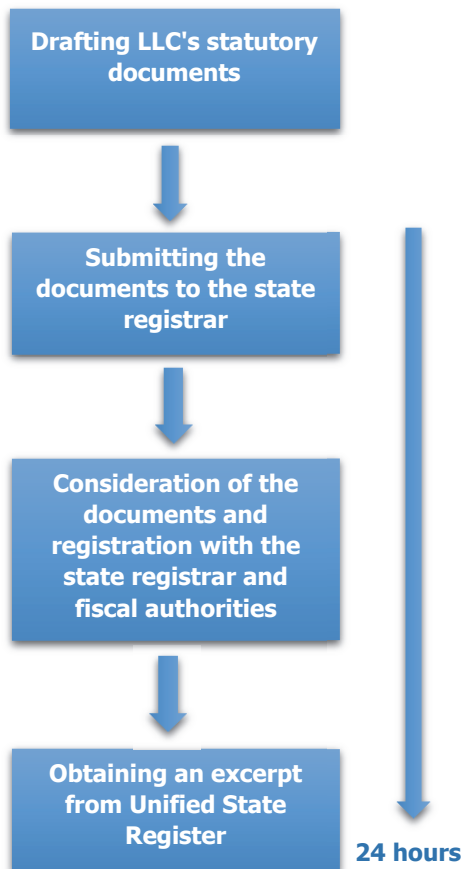 Drafting LLC's statutory
documents
Submitting the
documents to the state
registrar
Consideration of the
documents and
registration with the
state registrar and
fiscal authorities
Obtaining an excerpt
from Unified State
Register
24 hours